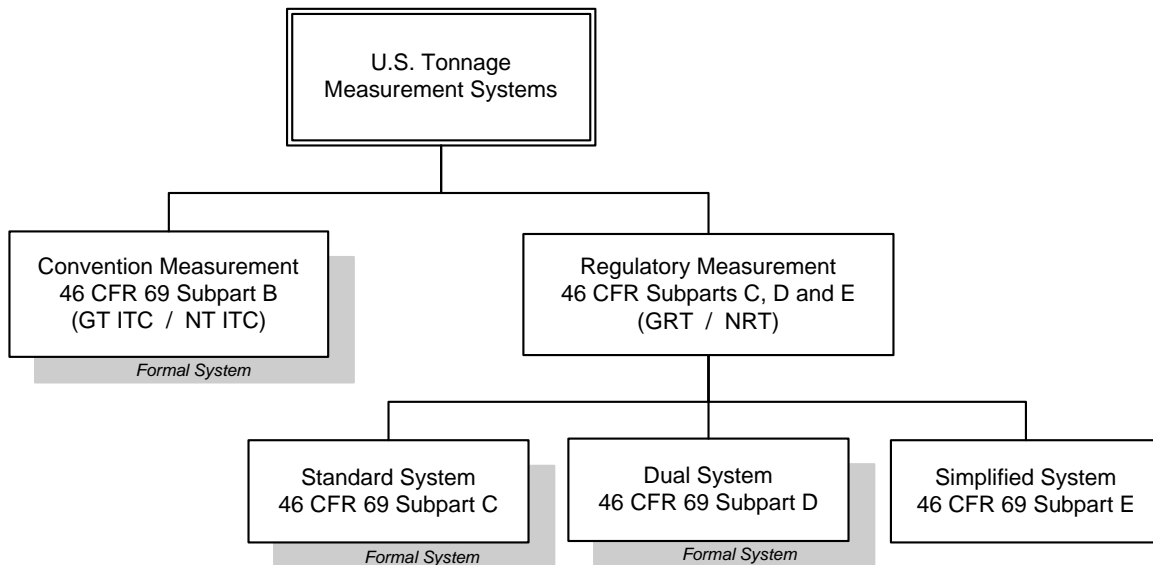 U.S. Tonnage
Measurement Systems
Convention Measurement
46 CFR 69 Subpart B
(GT ITC / NT ITC)
Formal System
Regulatory Measurement
46 CFR Subparts C, D and E
(GRT / NRT)
Standard System
46 CFR 69 Subpart C
Formal System
Dual System
46 CFR 69 Subpart D
Formal System
Simplified System
46 CFR 69 Subpart E